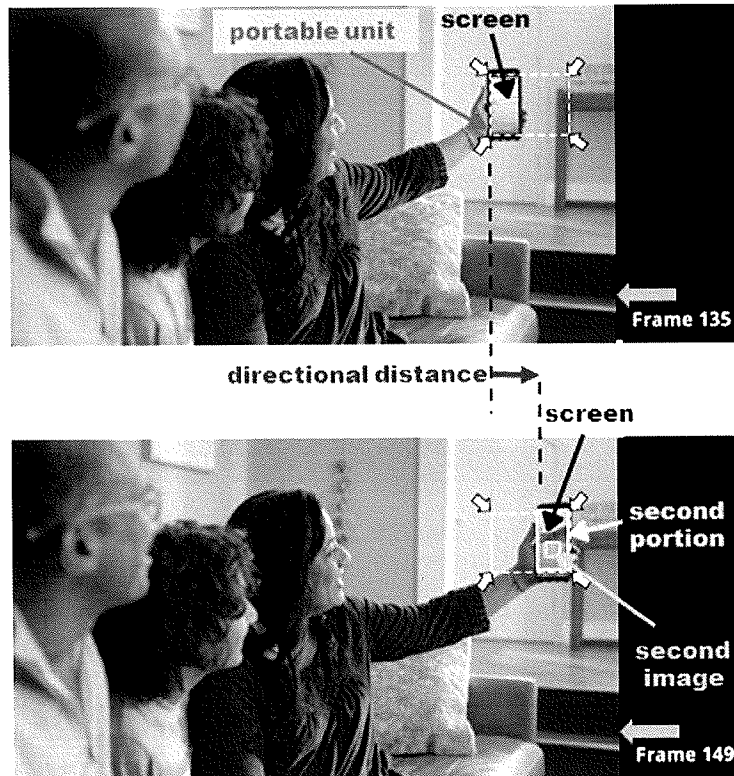 screen
portable unit
Frame 135
directional distance
screen
second
portion
second
image
Frame 149